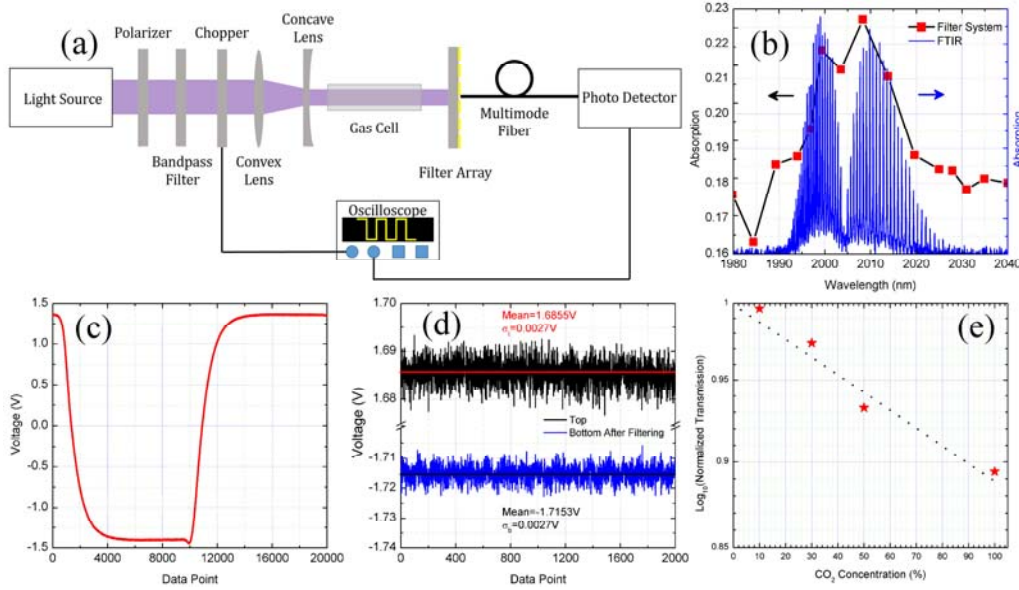 (a)
Polarizer
Chopper
Concave
Lens
Light Source
Gas Cell
Multimode
Fiber
Photo Detector
Bandpass
Filter
Convex
Lens
Filter Array
Oscilloscope
(b)
Filter System
FTIR
Absorption
Absorption
0.23
0.22
0.21
0.20
0.19
0.18
0.17
0.16
1980 1990 2000 2010 2020 2030 2040
Wavelength (nm)
(c)
Voltage (V)
1.5
1.0
0.5
0.0
-0.5
-1.0
-1.5
0 4000 8000 12000 16000 20000
Data Point
(d)
Mean=1.6855V
σt=0.0027V
Voltage (V)
1.70
1.69
1.68
-1.71
-1.72
-1.73
-1.74
Top
Bottom After Filtering
Mean=-1.7153V
0 400 800 1200 1600 2000
Data Point
(e)
Log10(Normalized Transmission)
1
0.95
0.9
0.85
0 10 20 30 40 50 60 70 80 90 100
CO2 Concentration (%)